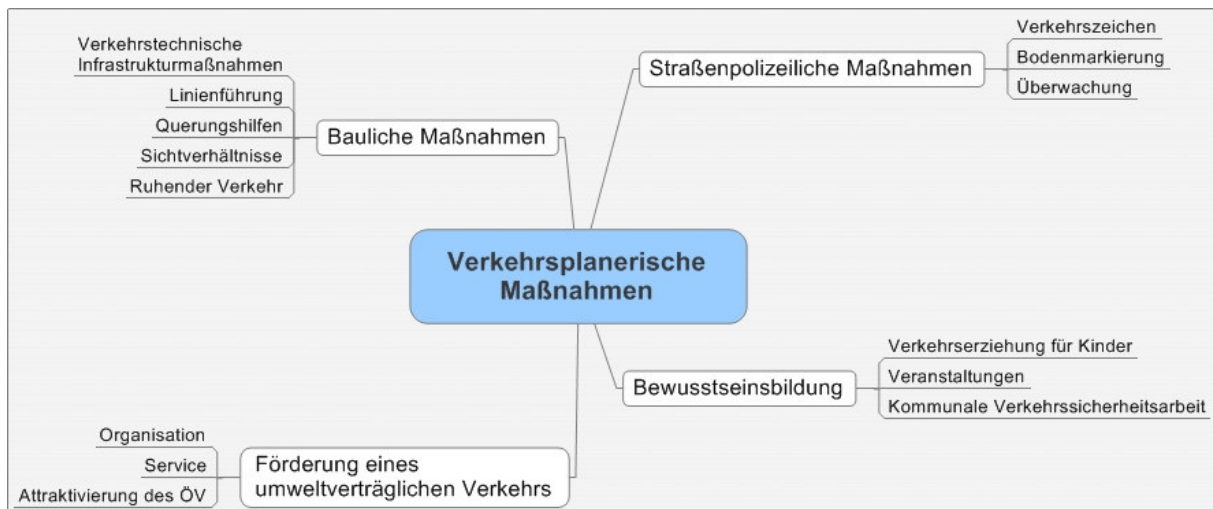 Verkehrsplanerische
Maßnahmen
Bauliche Maßnahmen
Verkehrstechnische
Infrastrukturmaßnahmen
Linienführung
Querungshilfen
Sichtverhältnisse
Ruhender Verkehr
Straßenpolizeiliche Maßnahmen
Verkehrszeichen
Bodenmarkierung
Überwachung
Bewusstseinsbildung
Verkehrserziehung für Kinder
Veranstaltungen
Kommunale Verkehrssicherheitsarbeit
Förderung eines
umweltverträglichen Verkehrs
Organisation
Service
Attraktivierung des ÖV